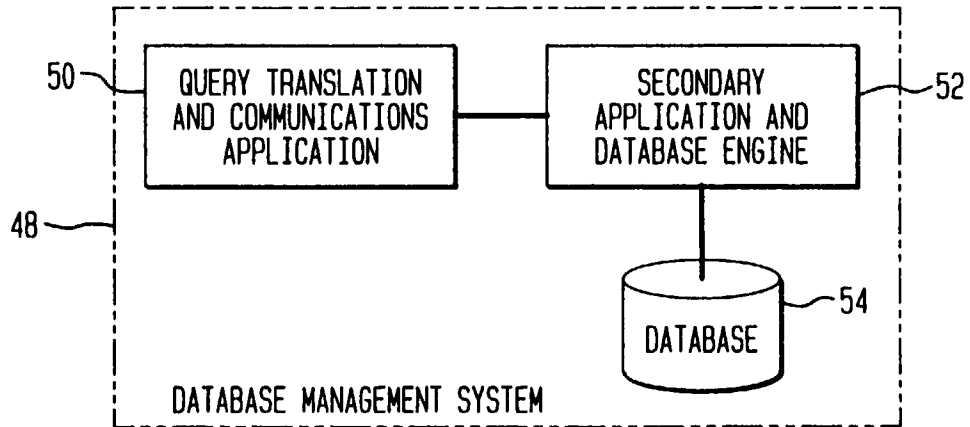 50
QUERY TRANSLATION
AND COMMUNICATIONS
APPLICATION
SECONDARY
APPLICATION AND
DATABASE ENGINE
52
48
54
DATABASE
DATABASE MANAGEMENT SYSTEM